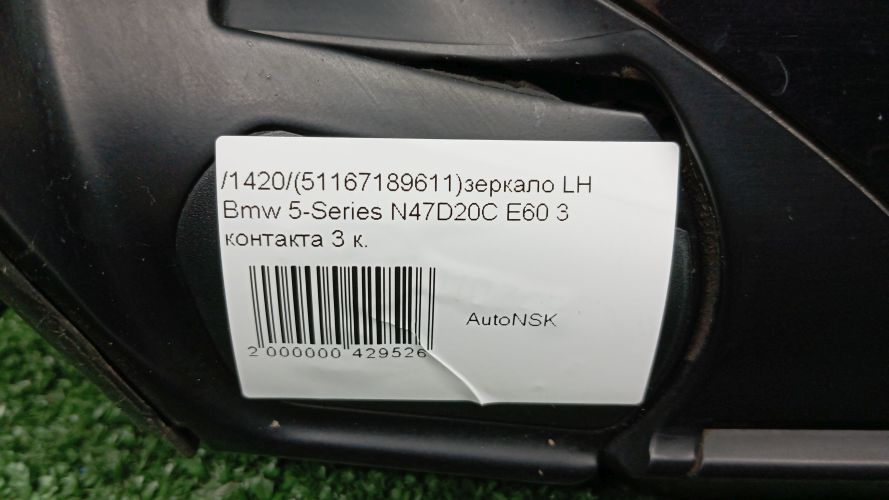 /1420/(51167189611)зеркало LH
Bmw 5-Series N47D20C E60 3
контакта 3 к.
AutoNSK
2 000000 429526